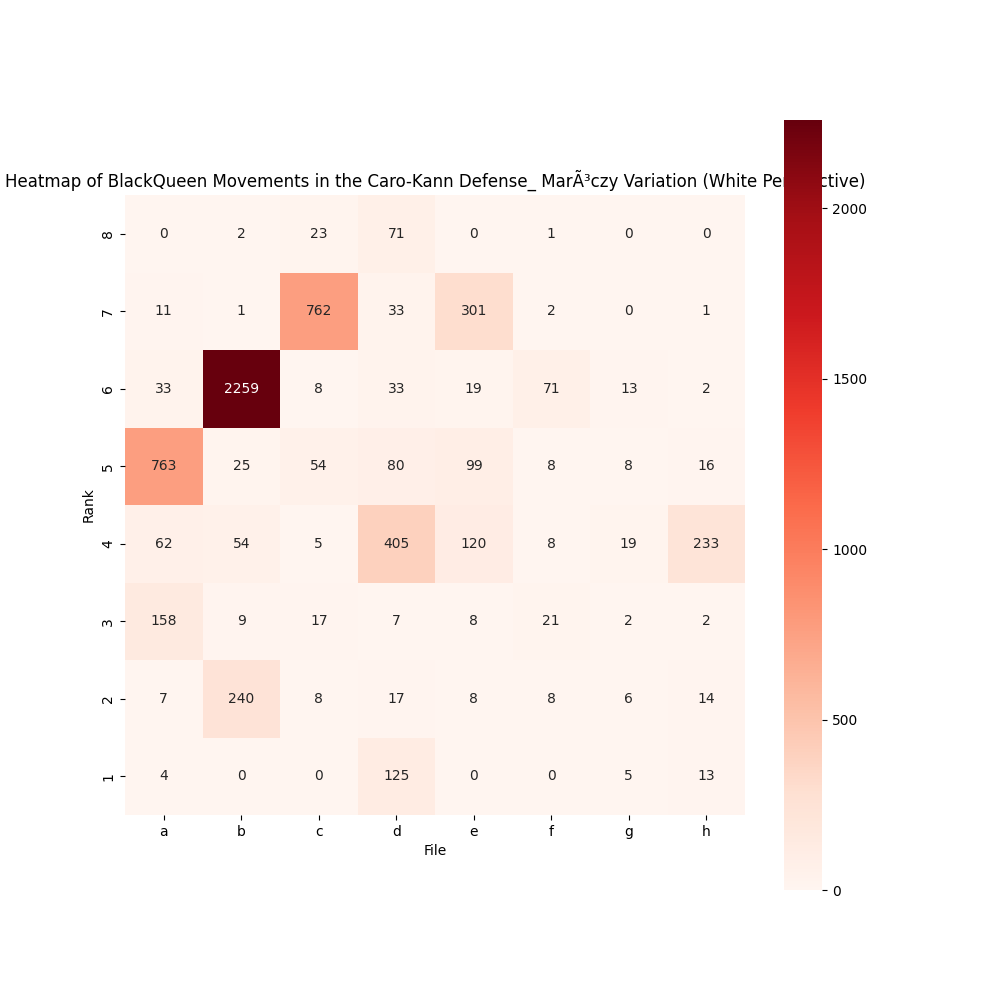 Heatmap of BlackQueen Movements in the Caro-Kann Defense_ MarÃ³czy Variation (White Pe ctive)
8 0 2 23 71 0 1 0 0
7 11 1 762 33 301 2 0 1
6 33 2259 8 33 19 71 13 2
5 763 25 54 80 99 8 8 16
4 62 54 5 405 120 8 19 233
3 158 9 17 7 8 21 2 2
2 7 240 8 17 8 8 6 14
1 4 0 0 125 0 0 5 13
a b c d e f g h
File
Rank
2000
1500
1000
500
0